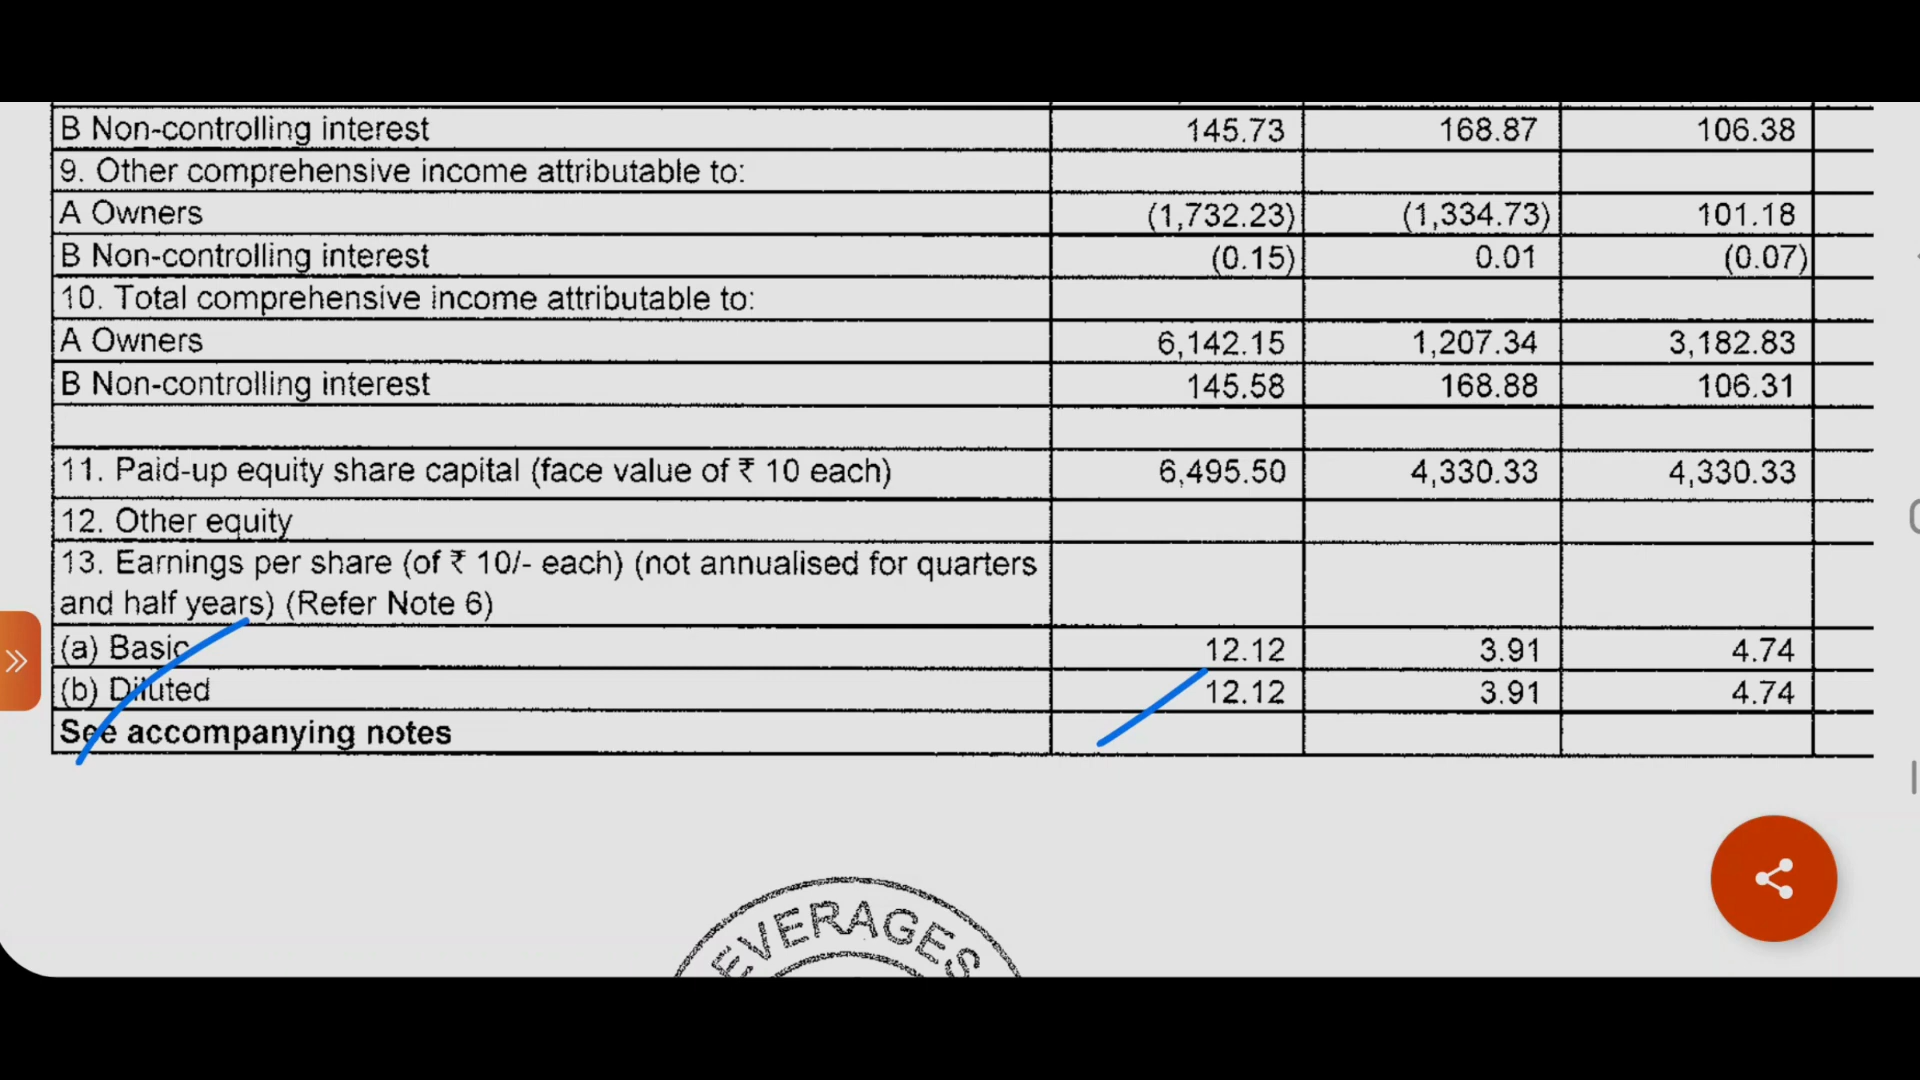 B Non-controlling interest 145.73 168.87 106.38
9. Other comprehensive income attributable to:
A Owners (1,732.23) (1,334.73) 101.18
B Non-controlling interest (0.15) 0.01 (0.07)
10. Total comprehensive income attributable to:
A Owners 6,142.15 1,207.34 3,182.83
B Non-controlling interest 145.58 168.88 106.31
11. Paid-up equity share capital (face value of ₹ 10 each) 6,495.50 4,330.33 4,330.33
12. Other equity
13. Earnings per share (of ₹ 10/- each) (not annualised for quarters
and half years) (Refer Note 6)
(a) Basic 12.12 3.91 4.74
(b) Diluted 12.12 3.91 4.74
See accompanying notes
EVERAGES